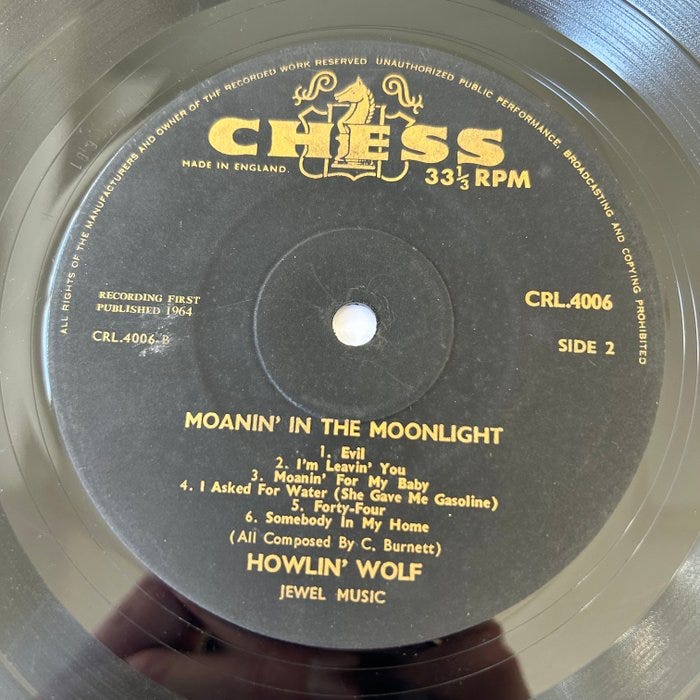 ALL RIGHTS OF THE MANUFACTURERS AND OWNER OF THE RECORDED WORK RESERVED UNAUTHORIZED PUBLIC PERFORMANCE, BROADCASTING AND COPYING PROHIBITED
CHESS
MADE IN ENGLAND.
33⅓ RPM
RECORDING FIRST
PUBLISHED 1964
CRL.4006
CRL.4006-B
SIDE 2
MOANIN' IN THE MOONLIGHT
1. Evil
2. I'm Leavin' You
3. Moanin' For My Baby
4. I Asked For Water (She Gave Me Gasoline)
5. Forty-Four
6. Somebody In My Home
(All Composed By C. Burnett)
HOWLIN' WOLF
JEWEL MUSIC